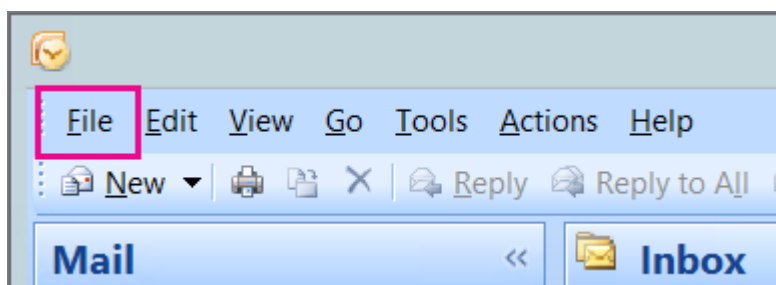 File Edit View Go Tools Actions Help
New Reply Reply to All
Mail « Inbox